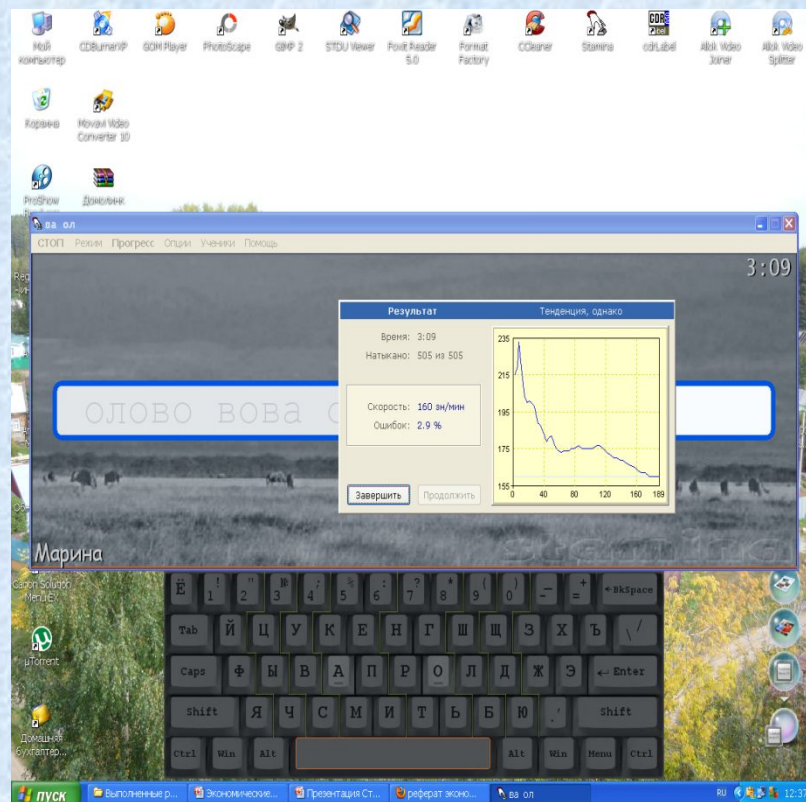 Мой компьютер
CDBurnerXP
GOM Player
PhotoScape
GIMP 2
STDU Viewer
Foxit Reader 5.0
Format Factory
CCleaner
Stamina
cdrLabel
Allok Video Joiner
Allok Video Splitter
Корзина
Movavi Video Converter 10
ProShow
Домолинк
ва ол
СТОП Режим Прогресс Опции Ученики Помощь
3:09
Результат
Тенденция, однако
Время: 3:09
Натыкано: 505 из 505
Скорость: 160 зн/мин
Ошибок: 2.9 %
Завершить
Продолжить
235
215
195
175
155
0 40 80 120 160 189
олово вова
Марина
stamina
Canon Solution Menu EX
µTorrent
Домашняя бухгалтер...
Ё 1 ! 2 " 3 № 4 ; 5 % 6 : 7 ? 8 * 9 ( 0 ) - _ = + ←BkSpace
Tab Й Ц У К Е Н Г Ш Щ З Х Ъ \ /
Caps Ф Ы В А П Р О Л Д Ж Э ← Enter
Shift Я Ч С М И Т Ь Б Ю . , Shift
Ctrl Win Alt Alt Win Menu Ctrl
пуск
Выполненные р...
Экономические...
Презентация Ст...
реферат эконо...
ва ол
RU
12:37